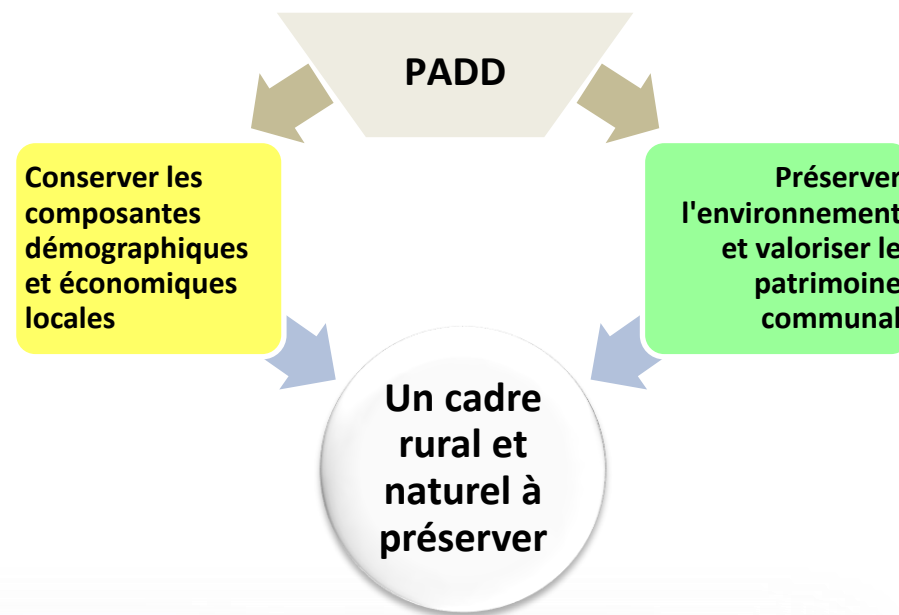 PADD
Conserver les
composantes
démographiques
et économiques
locales
Préserver
l'environnement
et valoriser le
patrimoine
communal
Un cadre
rural et
naturel à
préserver